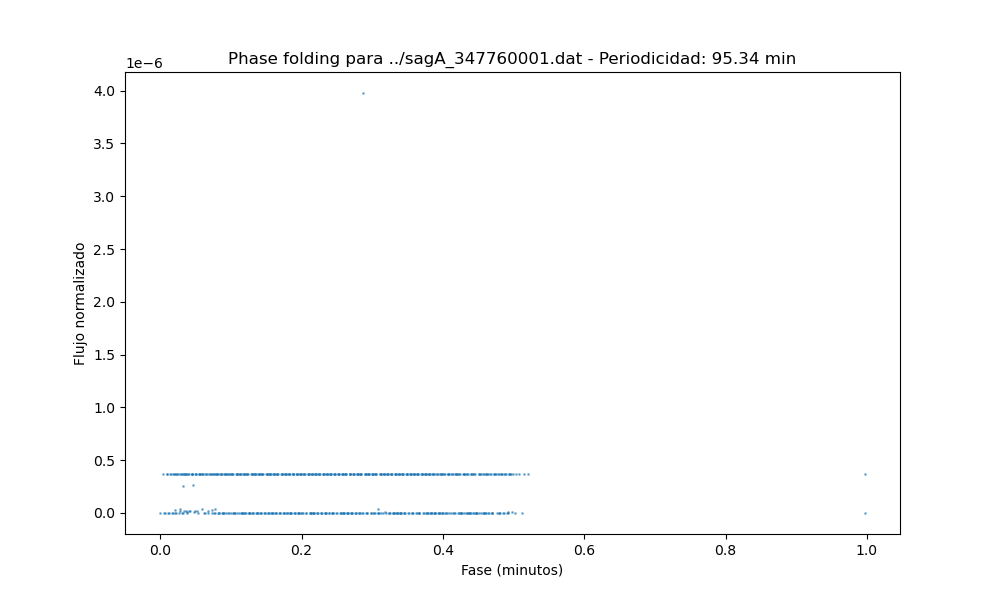 Phase folding para ../sagA_347760001.dat - Periodicidad: 95.34 min
1e−6
4.0
3.5
3.0
2.5
2.0
1.5
1.0
0.5
0.0
Flujo normalizado
0.0 0.2 0.4 0.6 0.8 1.0
Fase (minutos)